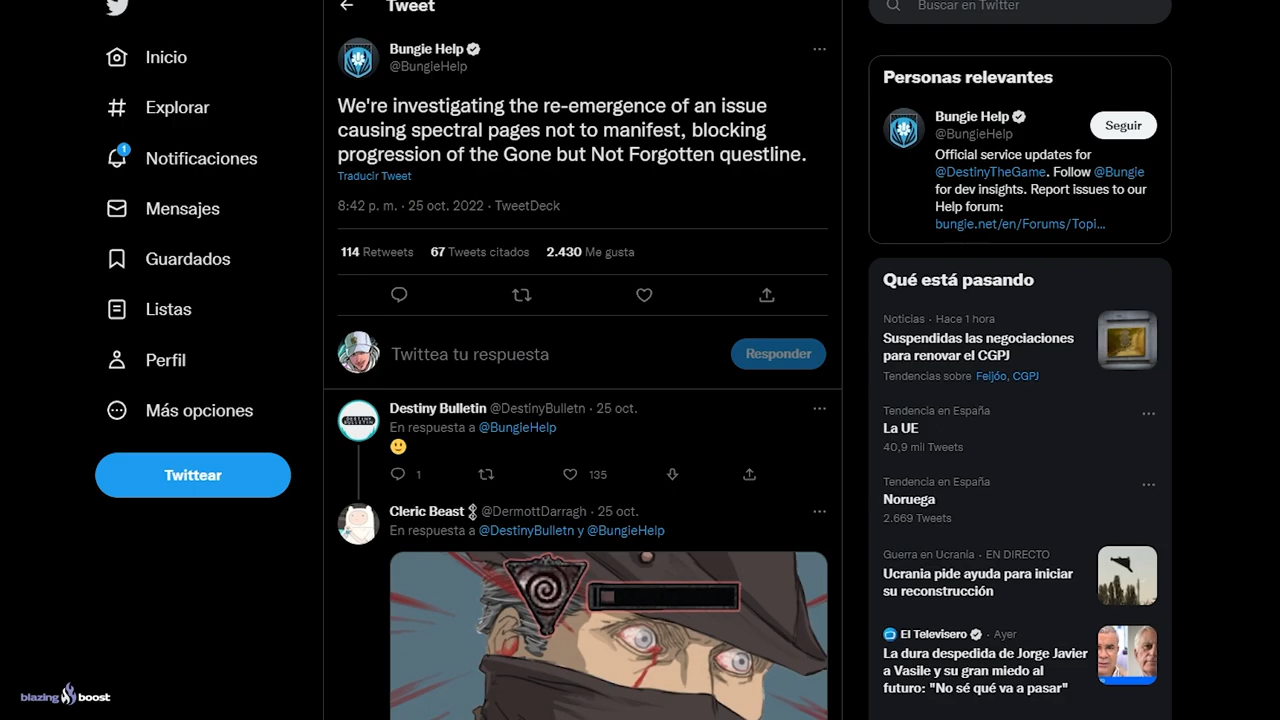 Tweet
Buscar en Twitter
Inicio
Explorar
1
Notificaciones
Mensajes
Guardados
Listas
Perfil
Más opciones
Twittear
Bungie Help
@BungieHelp
We're investigating the re-emergence of an issue
causing spectral pages not to manifest, blocking
progression of the Gone but Not Forgotten questline.
Traducir Tweet
8:42 p. m. · 25 oct. 2022 · TweetDeck
114 Retweets 67 Tweets citados 2.430 Me gusta
Twittea tu respuesta
Responder
Destiny Bulletin @DestinyBulletn · 25 oct.
En respuesta a @BungieHelp
1 135
Cleric Beast @DermottDarragh · 25 oct.
En respuesta a @DestinyBulletn y @BungieHelp
Personas relevantes
Bungie Help
@BungieHelp
Seguir
Official service updates for
@DestinyTheGame. Follow @Bungie
for dev insights. Report issues to our
Help forum:
bungie.net/en/Forums/Topi...
Qué está pasando
Noticias · Hace 1 hora
Suspendidas las negociaciones
para renovar el CGPJ
Tendencias sobre Feijóo, CGPJ
Tendencia en España
La UE
40,9 mil Tweets
Tendencia en España
Noruega
2.669 Tweets
Guerra en Ucrania · EN DIRECTO
Ucrania pide ayuda para iniciar
su reconstrucción
El Televisero · Ayer
La dura despedida de Jorge Javier
a Vasile y su gran miedo al
futuro: "No sé qué va a pasar"
blazing boost